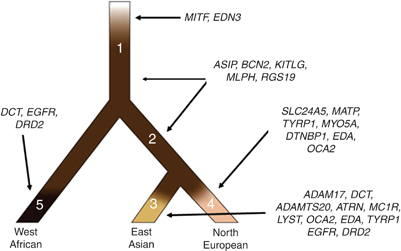 MITF, EDN3
1
ASIP, BCN2, KITLG,
MLPH, RGS19
DCT, EGFR,
DRD2
2
SLC24A5, MATP,
TYRP1, MYO5A,
DTNBP1, EDA,
OCA2
5
3
4
ADAM17, DCT,
ADAMTS20, ATRN, MC1R,
LYST, OCA2, EDA, TYRP1
EGFR, DRD2
West
African
East
Asian
North
European